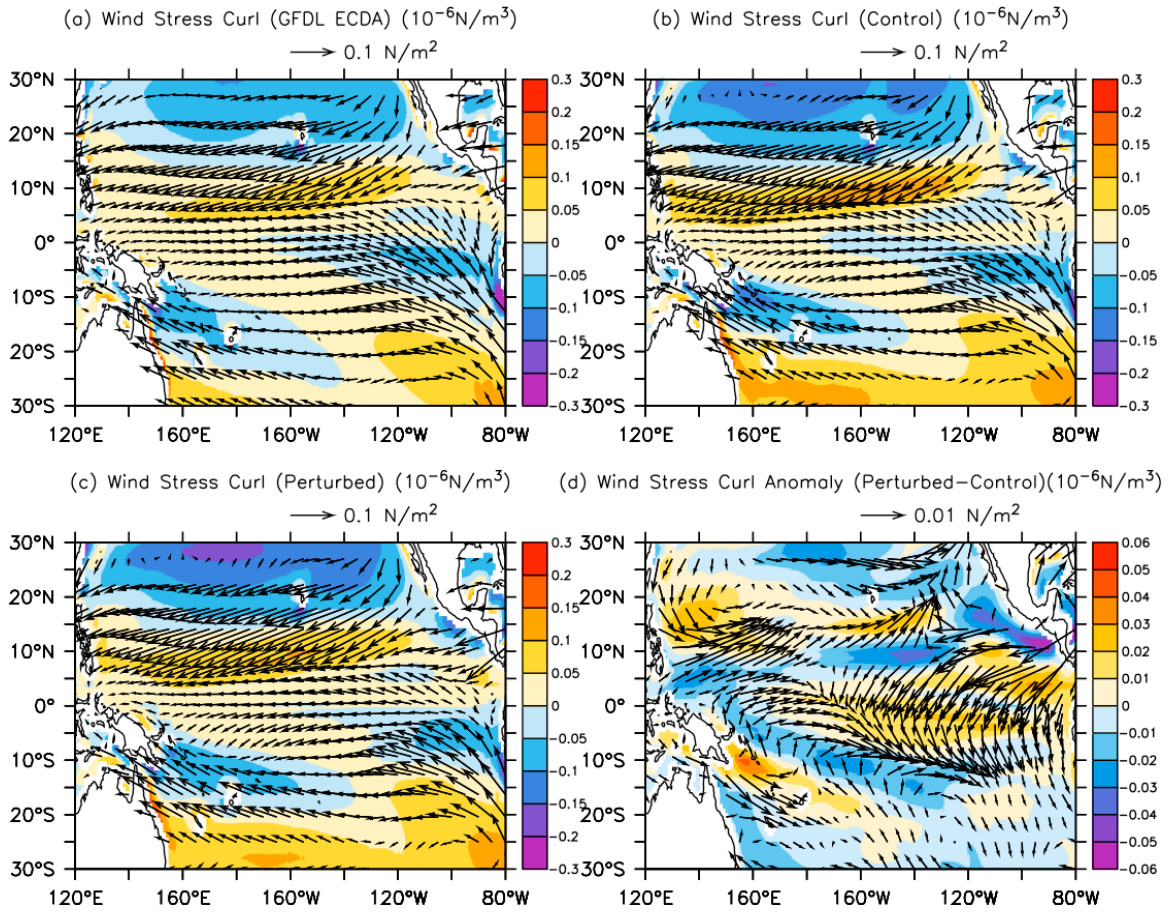 (a) Wind Stress Curl (GFDL ECDA) (10⁻⁶N/m³)
0.1 N/m²
30°N
20°N
10°N
0°
10°S
20°S
30°S
120°E 160°E 160°W 120°W 80°W
0.3
0.2
0.15
0.1
0.05
0
−0.05
−0.1
−0.15
−0.2
−0.3
(b) Wind Stress Curl (Control) (10⁻⁶N/m³)
0.1 N/m²
30°N
20°N
10°N
0°
10°S
20°S
30°S
120°E 160°E 160°W 120°W 80°W
0.3
0.2
0.15
0.1
0.05
0
−0.05
−0.1
−0.15
−0.2
−0.3
(c) Wind Stress Curl (Perturbed) (10⁻⁶N/m³)
0.1 N/m²
30°N
20°N
10°N
0°
10°S
20°S
30°S
120°E 160°E 160°W 120°W 80°W
0.3
0.2
0.15
0.1
0.05
0
−0.05
−0.1
−0.15
−0.2
−0.3
(d) Wind Stress Curl Anomaly (Perturbed−Control)(10⁻⁶N/m³)
0.01 N/m²
30°N
20°N
10°N
0°
10°S
20°S
30°S
120°E 160°E 160°W 120°W 80°W
0.06
0.05
0.04
0.03
0.02
0.01
−0
−0.01
−0.02
−0.03
−0.04
−0.05
−0.06